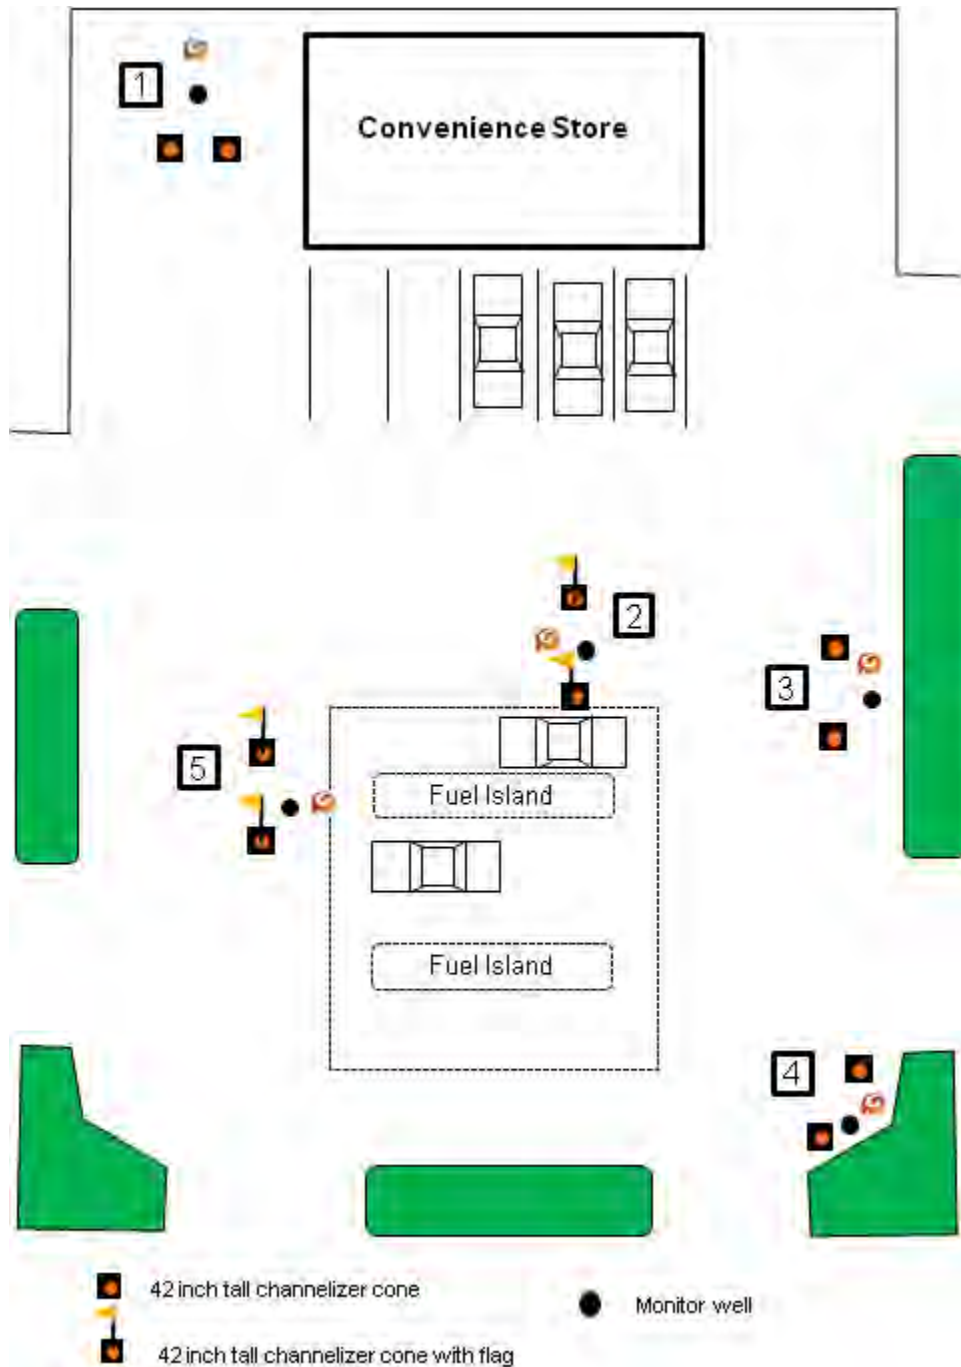 1
Convenience Store
2
3
5
Fuel Island
Fuel Island
4
42 inch tall channelizer cone
Monitor well
42 inch tall channelizer cone with flag